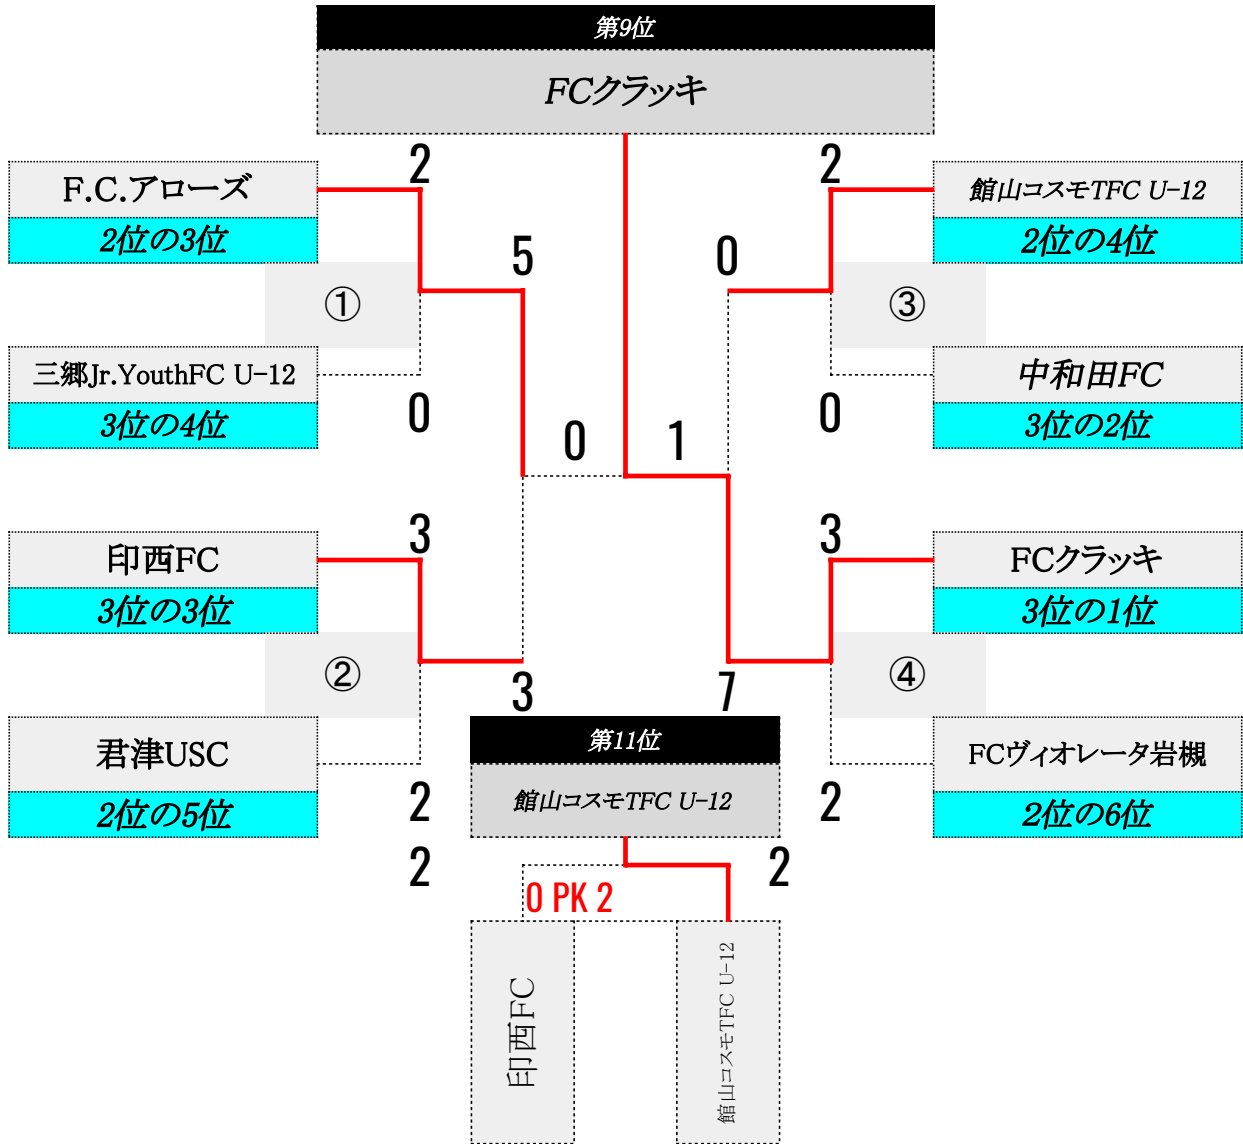 第9位
FCクラッキ
2
2
F.C.アローズ
館山コスモTFC U-12
2位の3位
2位の4位
5
0
①
③
三郷Jr.YouthFC U-12
中和田FC
3位の4位
3位の2位
0
0
0
1
3
3
印西FC
FCクラッキ
3位の3位
3位の1位
②
④
3
7
君津USC
FCヴィオレータ岩槻
2位の5位
2位の6位
2
2
第11位
館山コスモTFC U-12
2
2
0 PK 2
印西FC
館山コスモTFC U-12